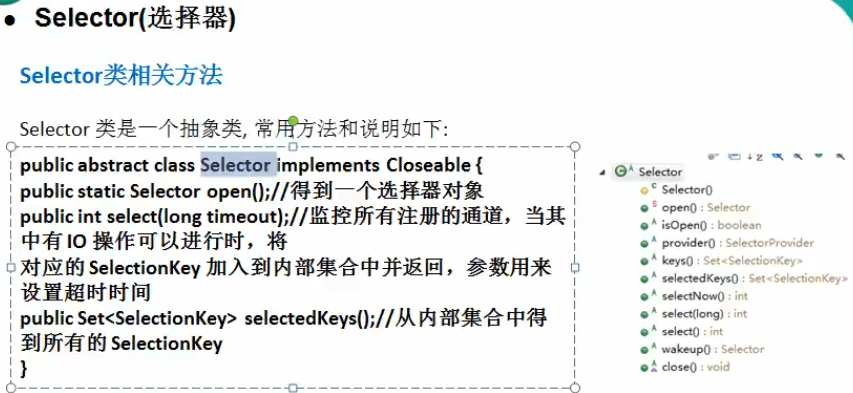 • Selector(选择器)
Selector类相关方法
Selector 类是一个抽象类, 常用方法和说明如下:
public abstract class Selector implements Closeable {
public static Selector open();//得到一个选择器对象
public int select(long timeout);//监控所有注册的通道，当其
中有IO 操作可以进行时，将
对应的 SelectionKey 加入到内部集合中并返回，参数用来
设置超时时间
public Set<SelectionKey> selectedKeys();//从内部集合中得
到所有的 SelectionKey
}
Selector
Selector()
open() : Selector
isOpen() : boolean
provider() : SelectorProvider
keys() : Set<SelectionKey>
selectedKeys() : Set<SelectionKey>
selectNow() : int
select(long) : int
select() : int
wakeup() : Selector
close() : void